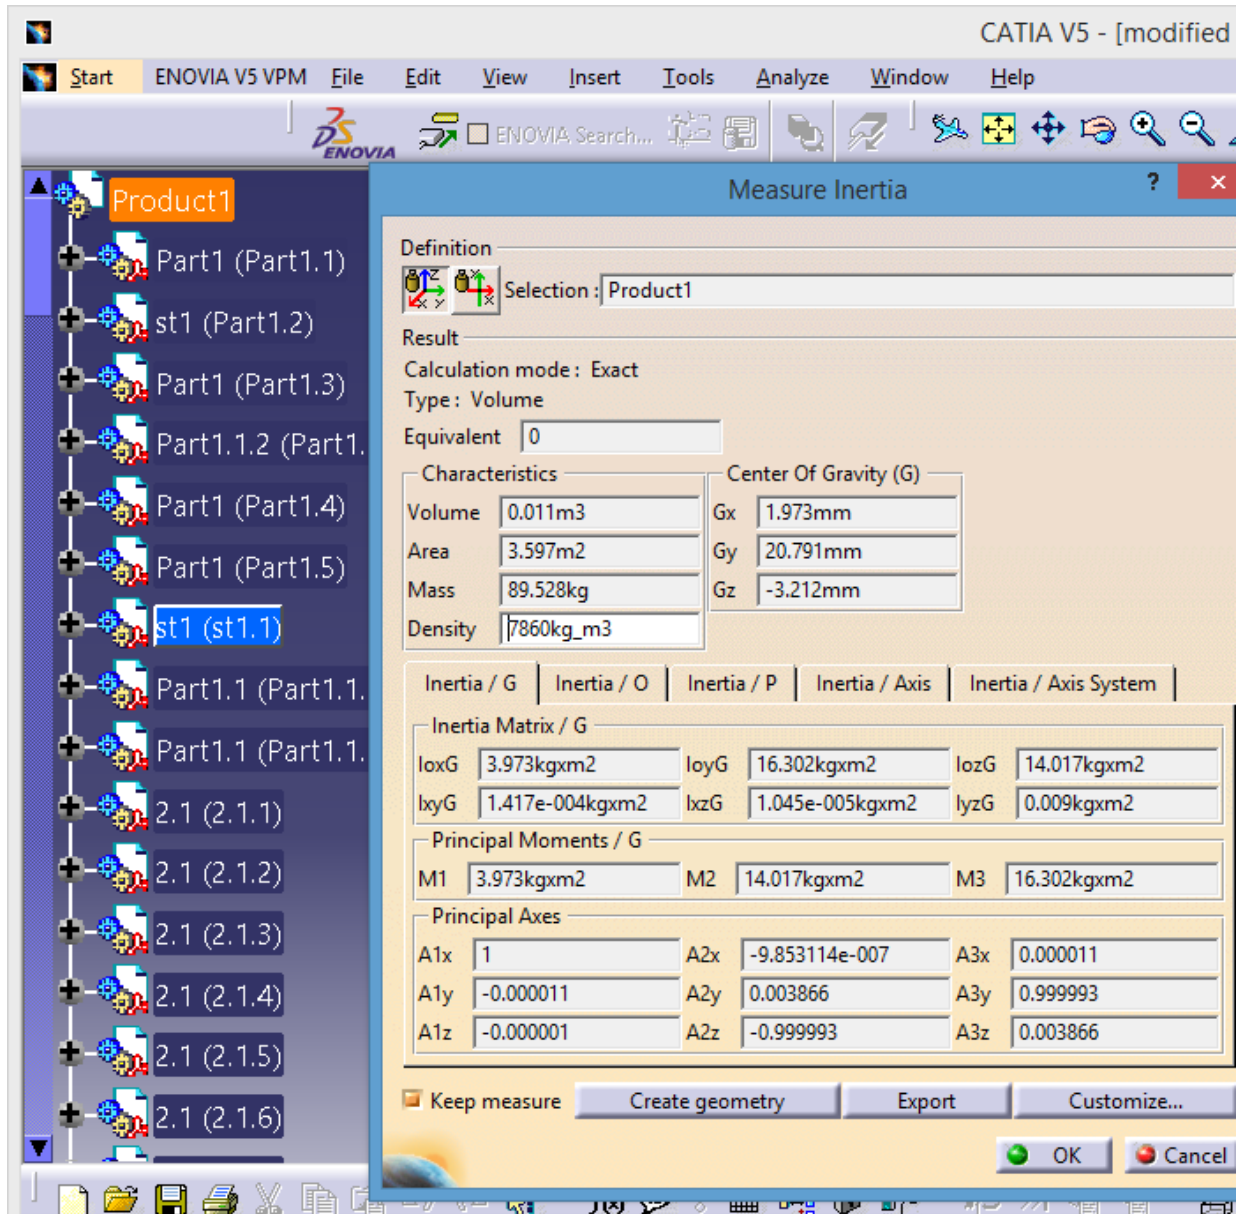 CATIA V5 - [modified
Start ENOVIA V5 VPM File Edit View Insert Tools Analyze Window Help
ENOVIA ENOVIA Search...
Product1
Part1 (Part1.1)
st1 (Part1.2)
Part1 (Part1.3)
Part1.1.2 (Part1.
Part1 (Part1.4)
Part1 (Part1.5)
st1 (st1.1)
Part1.1 (Part1.1.
Part1.1 (Part1.1.
2.1 (2.1.1)
2.1 (2.1.2)
2.1 (2.1.3)
2.1 (2.1.4)
2.1 (2.1.5)
2.1 (2.1.6)
Measure Inertia ?
Definition
Selection : Product1
Result
Calculation mode : Exact
Type : Volume
Equivalent 0
Characteristics Center Of Gravity (G)
Volume 0.011m3 Gx 1.973mm
Area 3.597m2 Gy 20.791mm
Mass 89.528kg Gz -3.212mm
Density 7860kg_m3
Inertia / G Inertia / O Inertia / P Inertia / Axis Inertia / Axis System
Inertia Matrix / G
IoxG 3.973kgxm2 IoyG 16.302kgxm2 IozG 14.017kgxm2
IxyG 1.417e-004kgxm2 IxzG 1.045e-005kgxm2 IyzG 0.009kgxm2
Principal Moments / G
M1 3.973kgxm2 M2 14.017kgxm2 M3 16.302kgxm2
Principal Axes
A1x 1 A2x -9.853114e-007 A3x 0.000011
A1y -0.000011 A2y 0.003866 A3y 0.999993
A1z -0.000001 A2z -0.999993 A3z 0.003866
Keep measure Create geometry Export Customize...
OK Cancel